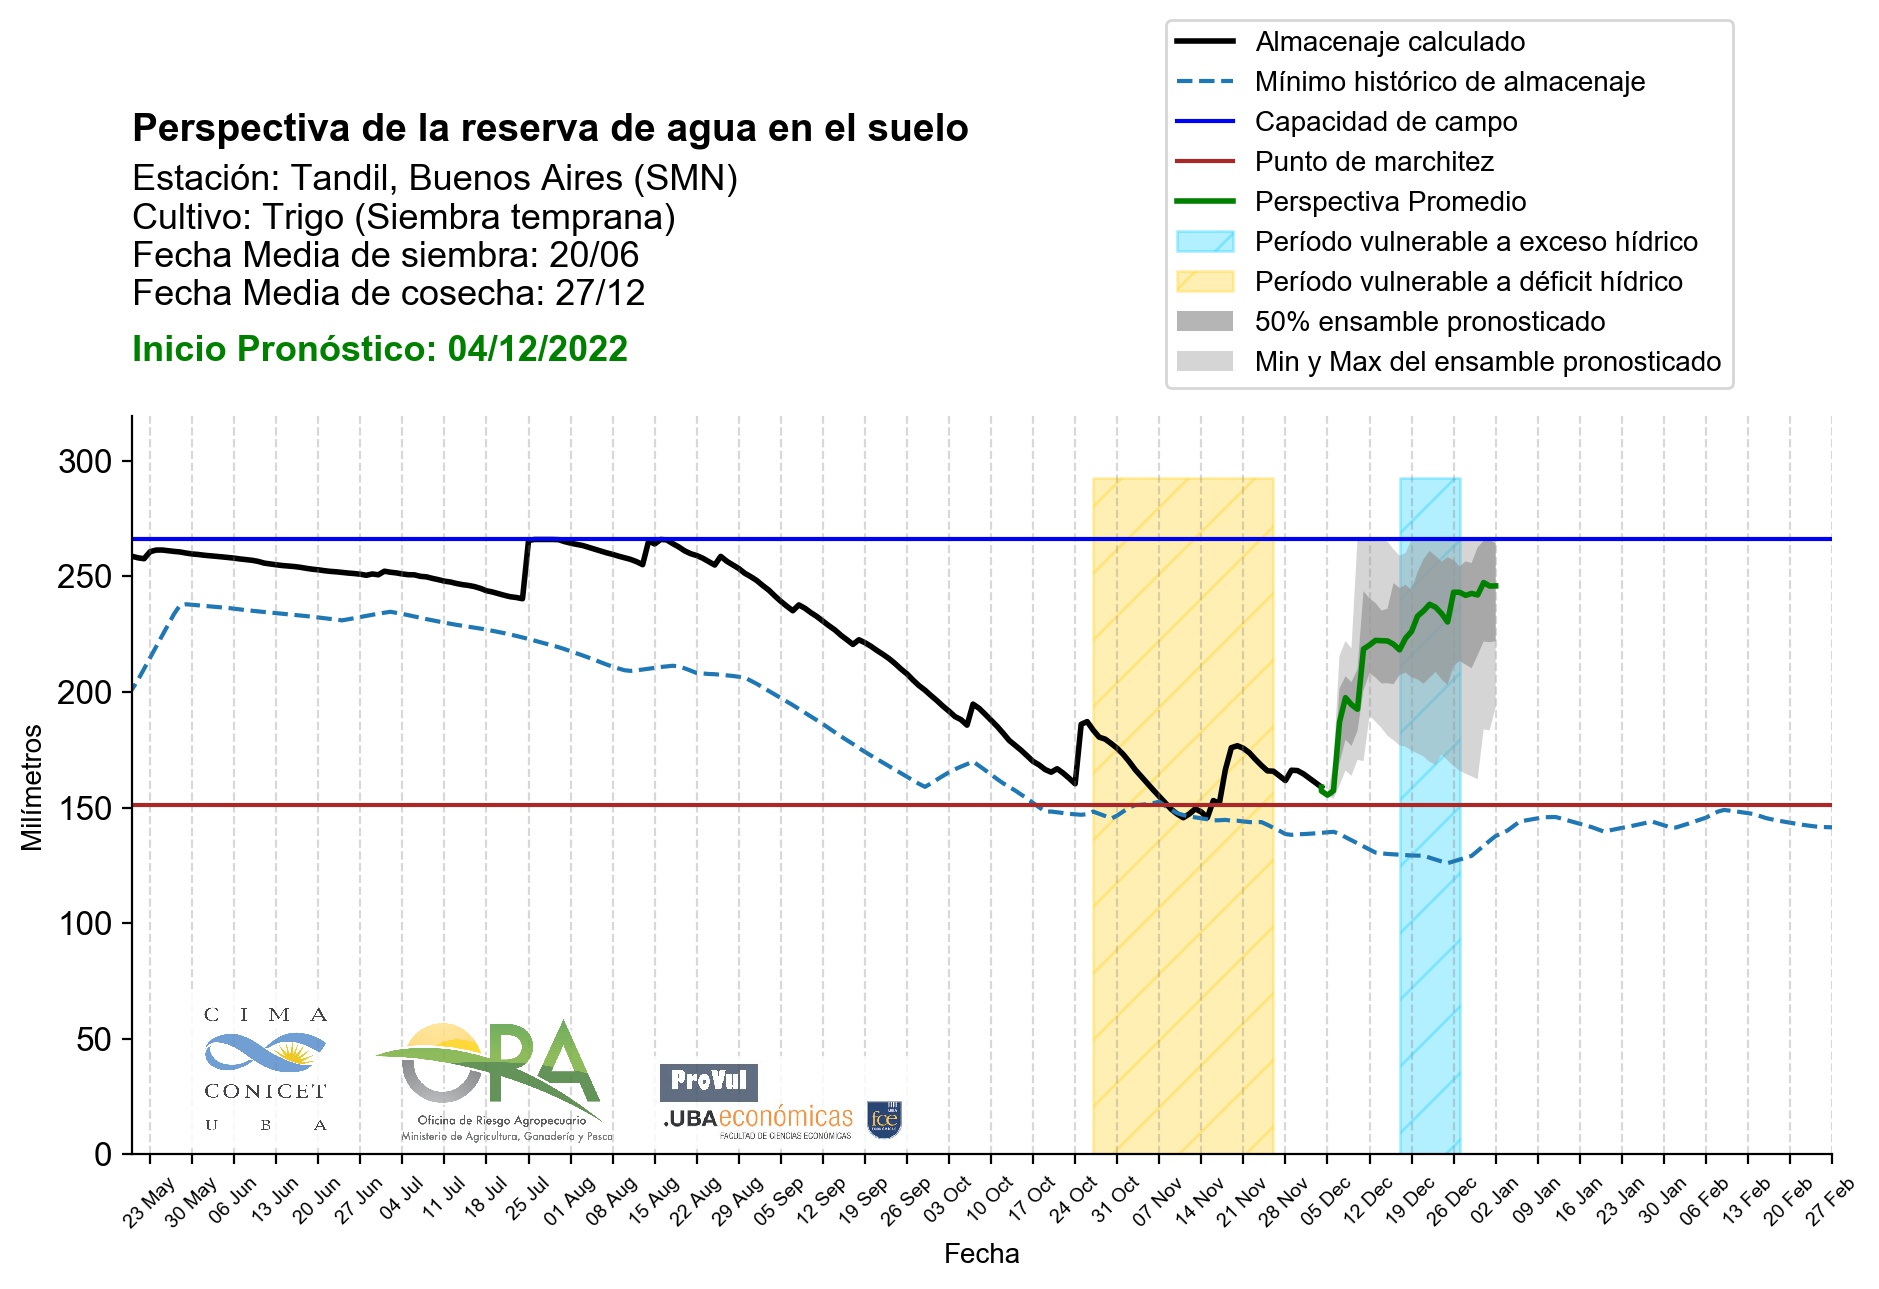 Perspectiva de la reserva de agua en el suelo
Estación: Tandil, Buenos Aires (SMN)
Cultivo: Trigo (Siembra temprana)
Fecha Media de siembra: 20/06
Fecha Media de cosecha: 27/12
Inicio Pronóstico: 04/12/2022
Almacenaje calculado
Mínimo histórico de almacenaje
Capacidad de campo
Punto de marchitez
Perspectiva Promedio
Período vulnerable a exceso hídrico
Período vulnerable a déficit hídrico
50% ensamble pronosticado
Min y Max del ensamble pronosticado
Milímetros
300
250
200
150
100
50
0
CIMA
CONICET
UBA
ORA
Oficina de Riesgo Agropecuario
Ministerio de Agricultura, Ganadería y Pesca
ProVul
.UBAeconómicas
FACULTAD DE CIENCIAS ECONÓMICAS
fce
23 May
30 May
06 Jun
13 Jun
20 Jun
27 Jun
04 Jul
11 Jul
18 Jul
25 Jul
01 Aug
08 Aug
15 Aug
22 Aug
29 Aug
05 Sep
12 Sep
19 Sep
26 Sep
03 Oct
10 Oct
17 Oct
24 Oct
31 Oct
07 Nov
14 Nov
21 Nov
28 Nov
05 Dec
12 Dec
19 Dec
26 Dec
02 Jan
09 Jan
16 Jan
23 Jan
30 Jan
06 Feb
13 Feb
20 Feb
27 Feb
Fecha